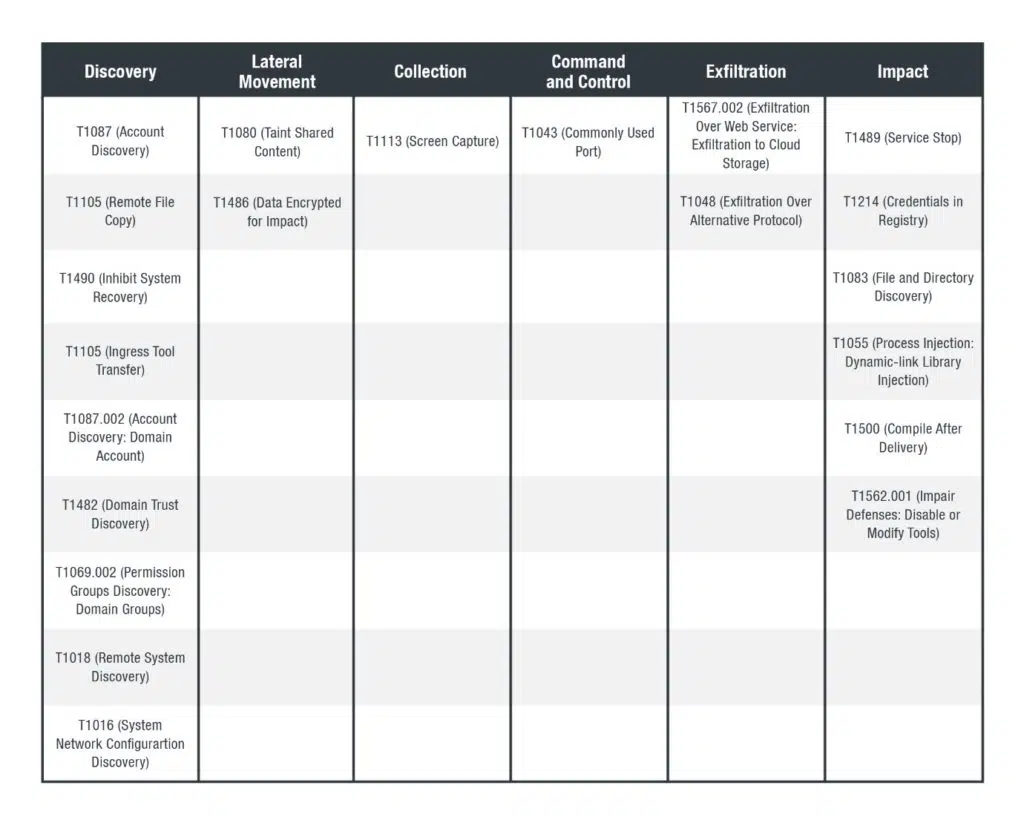 Discovery
Lateral
Movement
Collection
Command
and Control
Exfiltration
Impact
T1087 (Account
Discovery)
T1080 (Taint Shared
Content)
T1113 (Screen Capture)
T1043 (Commonly Used
Port)
T1567.002 (Exfiltration
Over Web Service:
Exfiltration to Cloud
Storage)
T1489 (Service Stop)
T1105 (Remote File
Copy)
T1486 (Data Encrypted
for Impact)
T1048 (Exfiltration Over
Alternative Protocol)
T1214 (Credentials in
Registry)
T1490 (Inhibit System
Recovery)
T1083 (File and Directory
Discovery)
T1105 (Ingress Tool
Transfer)
T1055 (Process Injection:
Dynamic-link Library
Injection)
T1087.002 (Account
Discovery: Domain
Account)
T1500 (Compile After
Delivery)
T1482 (Domain Trust
Discovery)
T1562.001 (Impair
Defenses: Disable or
Modify Tools)
T1069.002 (Permission
Groups Discovery:
Domain Groups)
T1018 (Remote System
Discovery)
T1016 (System
Network Configurartion
Discovery)